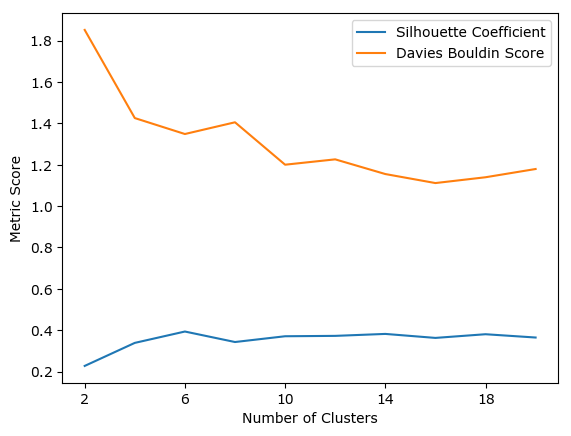 Silhouette Coefficient
Davies Bouldin Score
Metric Score
1.8
1.6
1.4
1.2
1.0
0.8
0.6
0.4
0.2
2 6 10 14 18
Number of Clusters